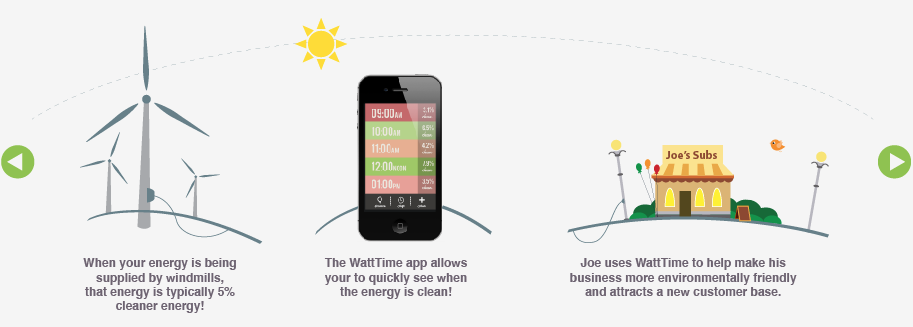 Joe's Subs
09:00AM
10:00AM
11:00AM
12:00NOON
01:00PM
When your energy is being
supplied by windmills,
that energy is typically 5%
cleaner energy!
The WattTime app allows
your to quickly see when
the energy is clean!
Joe uses WattTime to help make his
business more environmentally friendly
and attracts a new customer base.